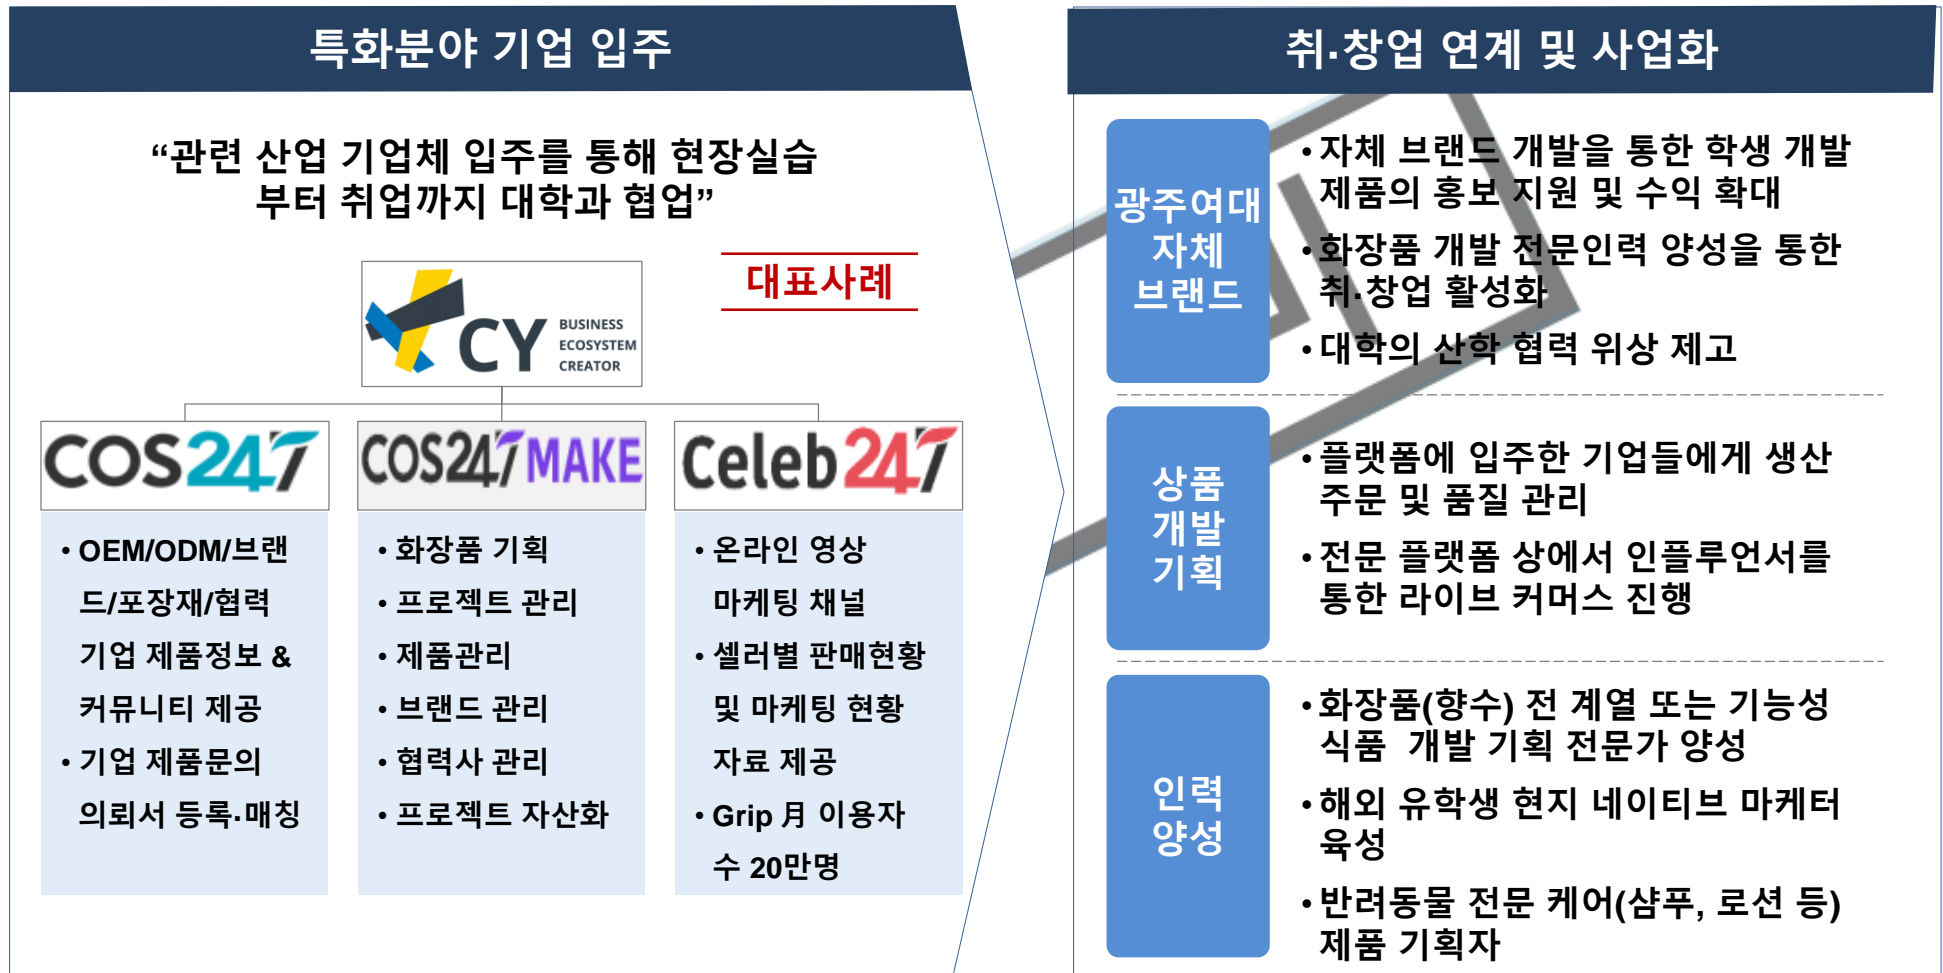 특화분야 기업 입주
“관련 산업 기업체 입주를 통해 현장실습
부터 취업까지 대학과 협업”
대표사례
CY
BUSINESS
ECOSYSTEM
CREATOR
COS247
• OEM/ODM/브랜
드/포장재/협력
기업 제품정보 &
커뮤니티 제공
• 기업 제품문의
의뢰서 등록·매칭
COS247MAKE
• 화장품 기획
• 프로젝트 관리
• 제품관리
• 브랜드 관리
• 협력사 관리
• 프로젝트 자산화
Celeb247
• 온라인 영상
마케팅 채널
• 셀러별 판매현황
및 마케팅 현황
자료 제공
• Grip 月 이용자
수 20만명
취·창업 연계 및 사업화
광주여대
자체
브랜드
• 자체 브랜드 개발을 통한 학생 개발
제품의 홍보 지원 및 수익 확대
• 화장품 개발 전문인력 양성을 통한
취·창업 활성화
• 대학의 산학 협력 위상 제고
상품
개발
기획
• 플랫폼에 입주한 기업들에게 생산
주문 및 품질 관리
• 전문 플랫폼 상에서 인플루언서를
통한 라이브 커머스 진행
인력
양성
• 화장품(향수) 전 계열 또는 기능성
식품 개발 기획 전문가 양성
• 해외 유학생 현지 네이티브 마케터
육성
• 반려동물 전문 케어(샴푸, 로션 등)
제품 기획자